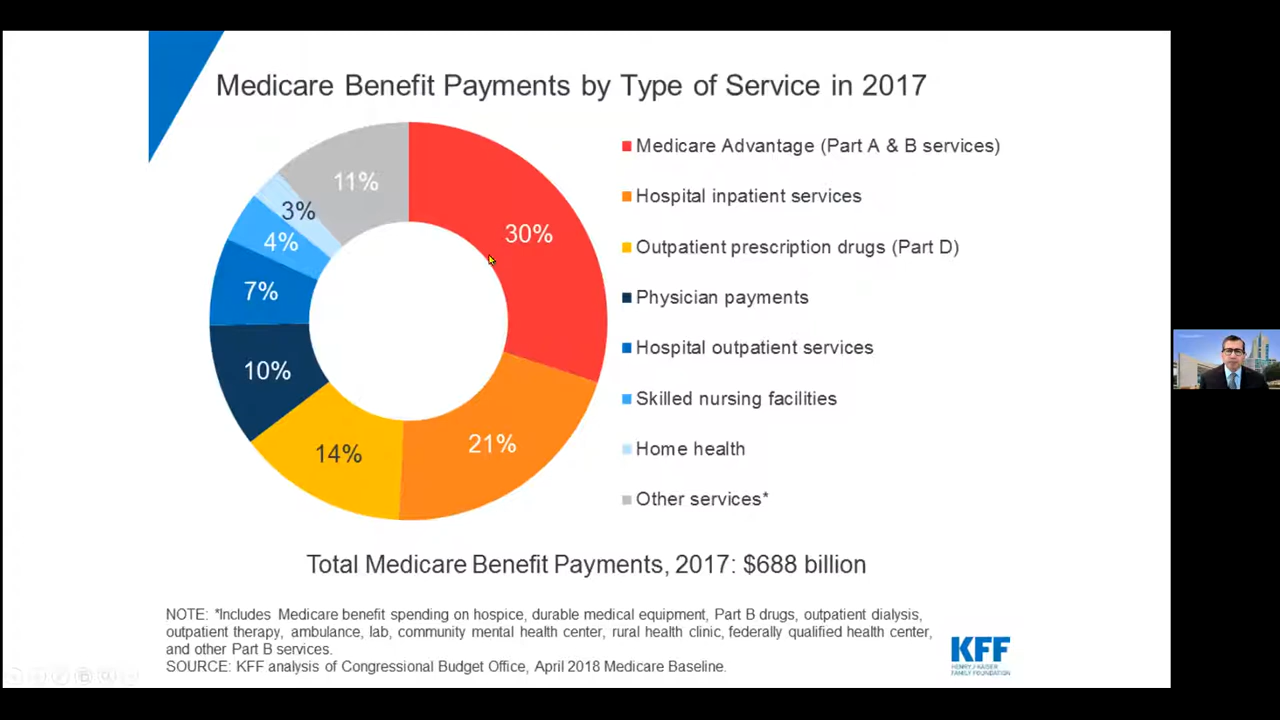 Medicare Benefit Payments by Type of Service in 2017
11%
30%
3%
4%
7%
10%
14%
21%
Medicare Advantage (Part A & B services)
Hospital inpatient services
Outpatient prescription drugs (Part D)
Physician payments
Hospital outpatient services
Skilled nursing facilities
Home health
Other services*
Total Medicare Benefit Payments, 2017: $688 billion
NOTE: *Includes Medicare benefit spending on hospice, durable medical equipment, Part B drugs, outpatient dialysis,
outpatient therapy, ambulance, lab, community mental health center, rural health clinic, federally qualified health center,
and other Part B services.
SOURCE: KFF analysis of Congressional Budget Office, April 2018 Medicare Baseline.
KFF
HENRY J KAISER
FAMILY FOUNDATION